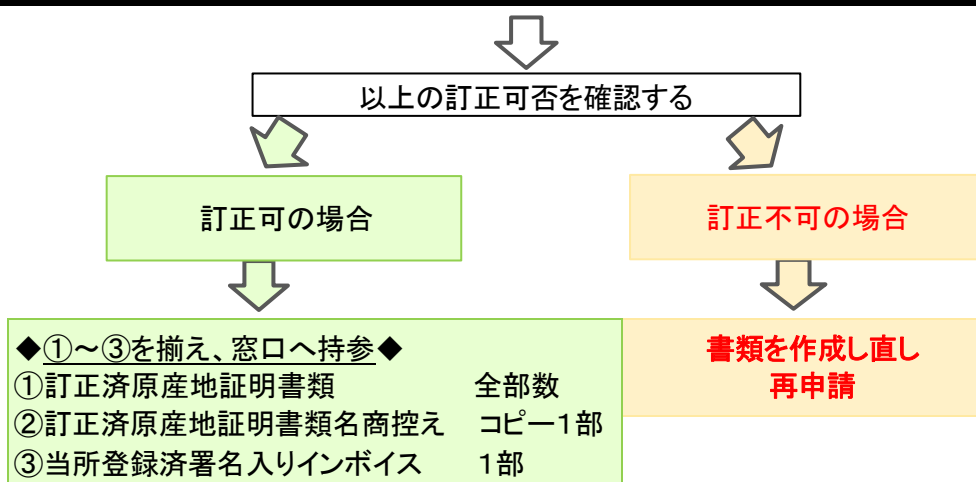 以上の訂正可否を確認する
訂正可の場合
訂正不可の場合
◆①～③を揃え、窓口へ持参◆
①訂正済原産地証明書類 全部数
②訂正済原産地証明書類名商控え コピー１部
③当所登録済署名入りインボイス １部
書類を作成し直し
再申請